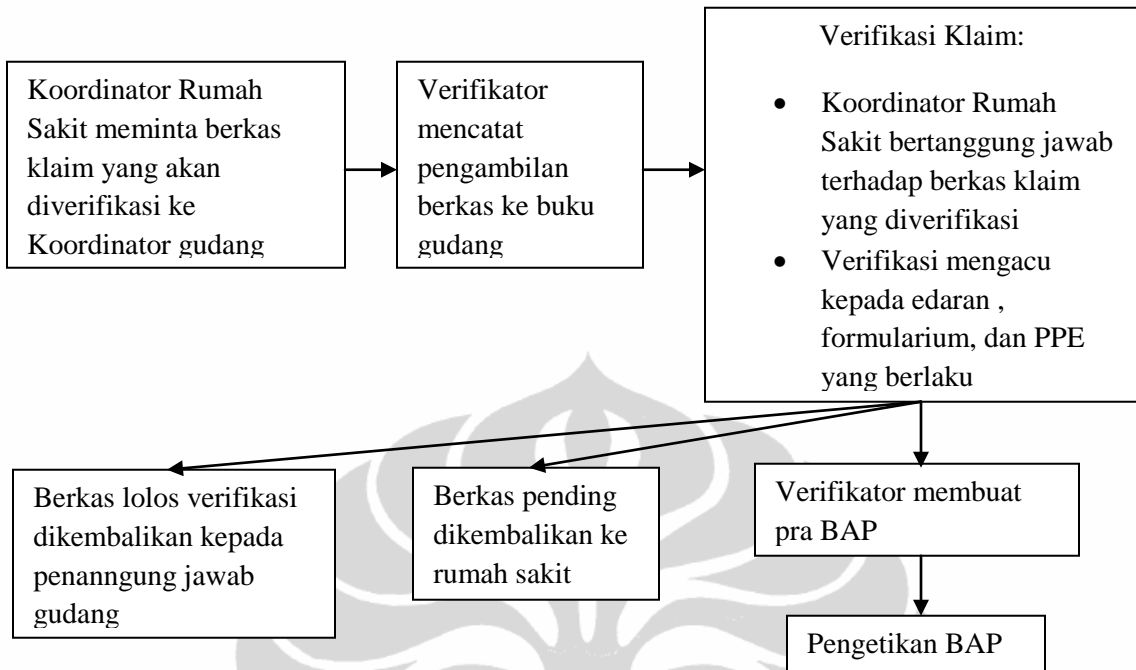 Koordinator Rumah
Sakit meminta berkas
klaim yang akan
diverifikasi ke
Koordinator gudang
Verifikator
mencatat
pengambilan
berkas ke buku
gudang
Verifikasi Klaim:
• Koordinator Rumah
Sakit bertanggung jawab
terhadap berkas klaim
yang diverifikasi
• Verifikasi mengacu
kepada edaran ,
formularium, dan PPE
yang berlaku
Berkas lolos verifikasi
dikembalikan kepada
penanngung jawab
gudang
Berkas pending
dikembalikan ke
rumah sakit
Verifikator membuat
pra BAP
Pengetikan BAP